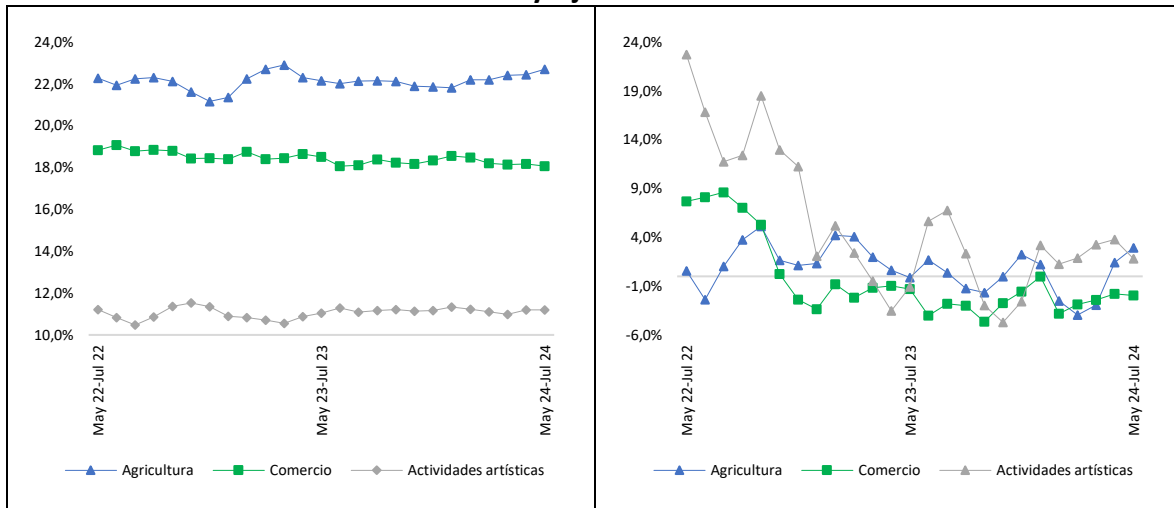 24,0%
22,0%
20,0%
18,0%
16,0%
14,0%
12,0%
10,0%
May 22-Jul 22
May 23-Jul 23
May 24-Jul 24
Agricultura
Comercio
Actividades artísticas
24,0%
19,0%
14,0%
9,0%
4,0%
-1,0%
-6,0%
May 22-Jul 22
May 23-Jul 23
May 24-Jul 24
Agricultura
Comercio
Actividades artísticas